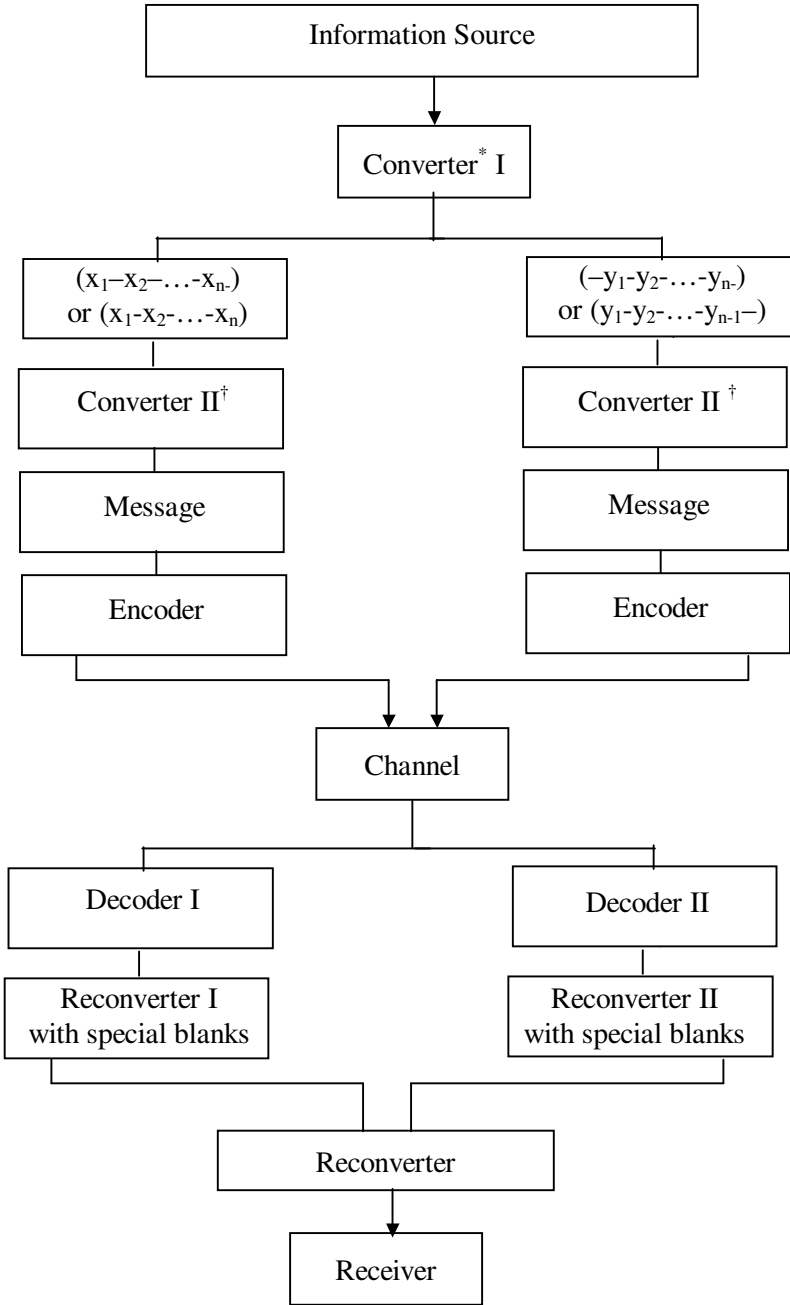 Information Source
Converter* I
(x₁–x₂–…-xₙ₋)
or (x₁-x₂-…-xₙ)
(–y₁-y₂-…-yₙ₋)
or (y₁-y₂-…-yₙ₋₁–)
Converter II†
Converter II †
Message
Message
Encoder
Encoder
Channel
Decoder I
Decoder II
Reconverter I
with special blanks
Reconverter II
with special blanks
Reconverter
Receiver